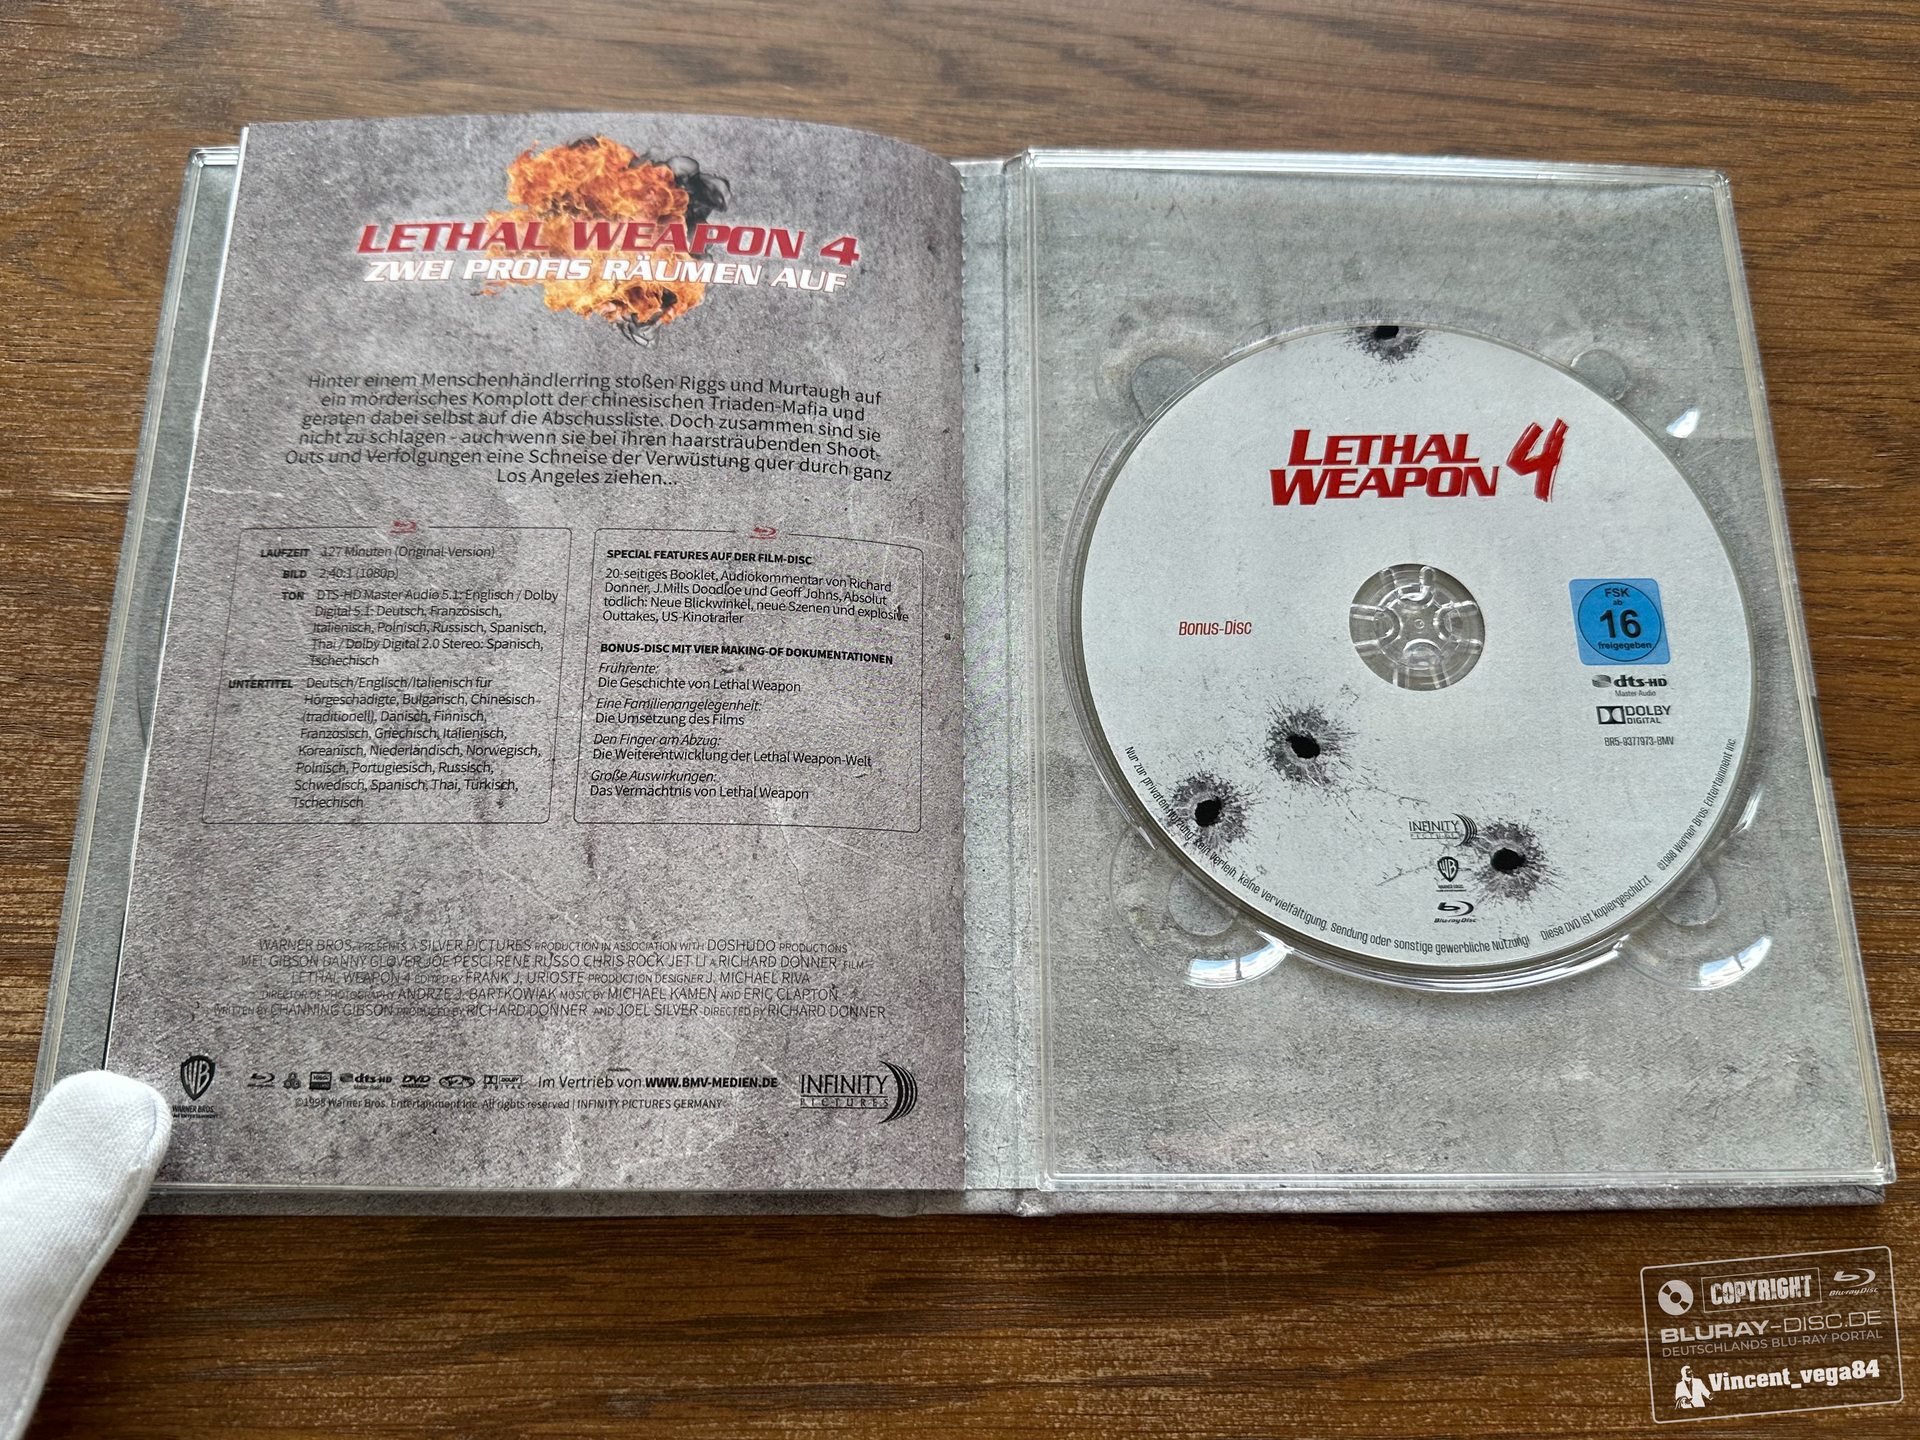 LETHAL WEAPON 4
ZWEI PROFIS RÄUMEN AUF
Hinter einem Menschenhändlerring stoßen Riggs und Murtaugh auf
ein mörderisches Komplott der chinesischen Triaden-Mafia und
geraten dabei selbst auf die Abschussliste. Doch zusammen sind sie
nicht zu schlagen - auch wenn sie bei ihren haarsträubenden Shoot-
Outs und Verfolgungen eine Schneise der Verwüstung quer durch ganz
Los Angeles ziehen...
LAUFZEIT 127 Minuten (Original-Version)
BILD 2.40:1 (1080p)
TON DTS-HD Master Audio 5.1: Englisch / Dolby
Digital 5.1: Deutsch, Französisch,
Italienisch, Polnisch, Russisch, Spanisch,
Thai / Dolby Digital 2.0 Stereo: Spanisch,
Tschechisch
UNTERTITEL Deutsch/Englisch/Italienisch für
Hörgeschädigte, Bulgarisch, Chinesisch
(traditionell), Dänisch, Finnisch,
Französisch, Griechisch, Italienisch,
Koreanisch, Niederländisch, Norwegisch,
Polnisch, Portugiesisch, Russisch,
Schwedisch, Spanisch, Thai, Türkisch,
Tschechisch
SPECIAL FEATURES AUF DER FILM-DISC
20-seitiges Booklet, Audiokommentar von Richard
Donner, J.Mills Doodloe und Geoff Johns, Absolut
tödlich: Neue Blickwinkel, neue Szenen und explosive
Outtakes, US-Kinotrailer
BONUS-DISC MIT VIER MAKING-OF DOKUMENTATIONEN
Frührente:
Die Geschichte von Lethal Weapon
Eine Familienangelegenheit:
Die Umsetzung des Films
Den Finger am Abzug:
Die Weiterentwicklung der Lethal Weapon-Welt
Große Auswirkungen:
Das Vermächtnis von Lethal Weapon
WARNER BROS. PRESENTS A SILVER PICTURES PRODUCTION IN ASSOCIATION WITH DOSHUDO PRODUCTIONS
MEL GIBSON DANNY GLOVER JOE PESCI RENE RUSSO CHRIS ROCK JET LI A RICHARD DONNER FILM
LETHAL WEAPON 4 EDITED BY FRANK J. URIOSTE PRODUCTION DESIGNER J. MICHAEL RIVA
DIRECTOR OF PHOTOGRAPHY ANDRZEJ BARTKOWIAK MUSIC BY MICHAEL KAMEN AND ERIC CLAPTON
WRITTEN BY CHANNING GIBSON PRODUCED BY RICHARD DONNER AND JOEL SILVER DIRECTED BY RICHARD DONNER
WARNER BROS.
dts-HD
Master Audio
DVD
DOLBY
DIGITAL
Im Vertrieb von WWW.BMV-MEDIEN.DE
©1998 Warner Bros. Entertainment Inc. All rights reserved | INFINITY PICTURES GERMANY
INFINITY
PICTURES
LETHAL
WEAPON 4
Bonus-Disc
FSK
ab
16
freigegeben
dts-HD
Master Audio
DOLBY
DIGITAL
BR5-9377973-BMV
INFINITY
PICTURES
WARNER BROS.
Blu-ray Disc
Nur zur privaten Nutzung. Kein Verleih, keine Vervielfältigung, Sendung oder sonstige gewerbliche Nutzung! Diese DVD ist kopiergeschützt. ©1998 Warner Bros. Entertainment Inc.
COPYRIGHT
Blu-ray Disc
BLURAY-DISC.DE
DEUTSCHLANDS BLU-RAY PORTAL
Vincent_vega84